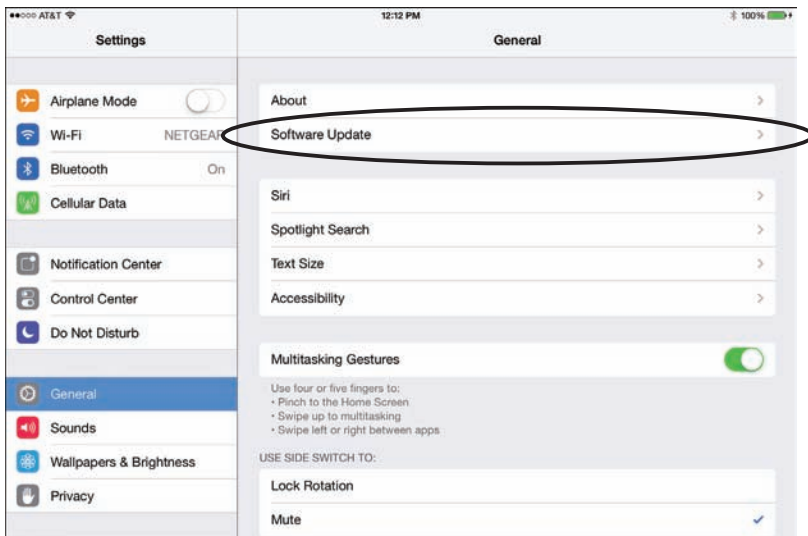 AT&T 12:12 PM 100%
Settings
General
Airplane Mode
Wi-Fi NETGEAR
Bluetooth On
Cellular Data
Notification Center
Control Center
Do Not Disturb
General
Sounds
Wallpapers & Brightness
Privacy
About
Software Update
Siri
Spotlight Search
Text Size
Accessibility
Multitasking Gestures
Use four or five fingers to:
• Pinch to the Home Screen
• Swipe up to multitasking
• Swipe left or right between apps
USE SIDE SWITCH TO:
Lock Rotation
Mute